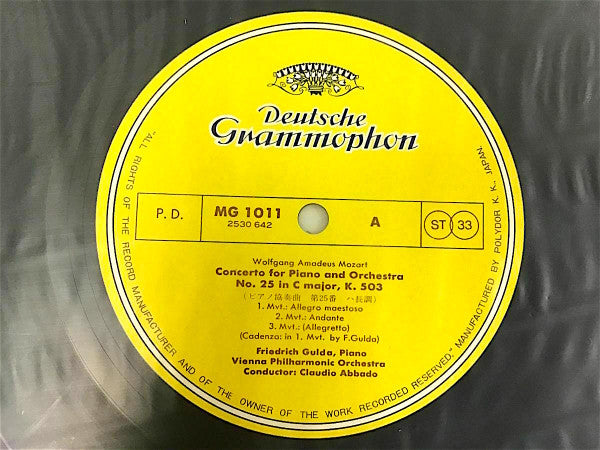 Deutsche
Grammophon
P. D.
MG 1011
2530 642
A
ST 33
Wolfgang Amadeus Mozart
Concerto for Piano and Orchestra
No. 25 in C major, K. 503
(ピアノ協奏曲 第25番 ハ長調)
1. Mvt.: Allegro maestoso
2. Mvt.: Andante
3. Mvt.: (Allegretto)
(Cadenza: in 1. Mvt. by F.Gulda)
Friedrich Gulda, Piano
Vienna Philharmonic Orchestra
Conductor: Claudio Abbado
"ALL RIGHTS OF THE RECORD MANUFACTURER AND OF THE OWNER OF THE WORK RECORDED RESERVED." MANUFACTURED BY POLYDOR K. K., JAPAN.